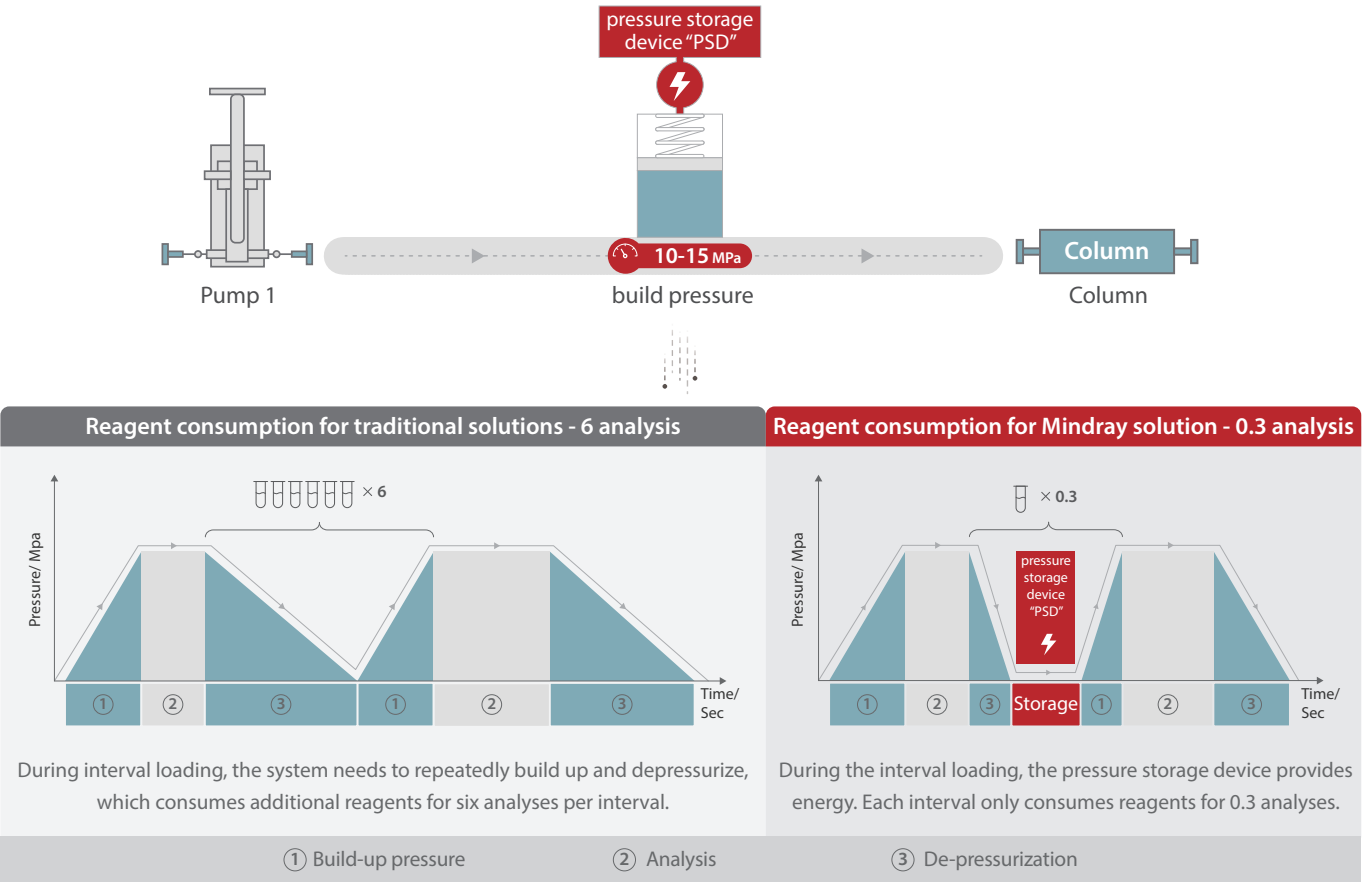 pressure storage
device “PSD”
10-15 MPa
Column
Pump 1
build pressure
Column
Reagent consumption for traditional solutions - 6 analysis
Reagent consumption for Mindray solution - 0.3 analysis
Pressure/ Mpa
× 6
① ② ③ ① ② ③
Time/
Sec
During interval loading, the system needs to repeatedly build up and depressurize,
which consumes additional reagents for six analyses per interval.
Pressure/ Mpa
× 0.3
pressure
storage
device
“PSD”
① ② ③ Storage ① ② ③
Time/
Sec
During the interval loading, the pressure storage device provides
energy. Each interval only consumes reagents for 0.3 analyses.
① Build-up pressure ② Analysis ③ De-pressurization